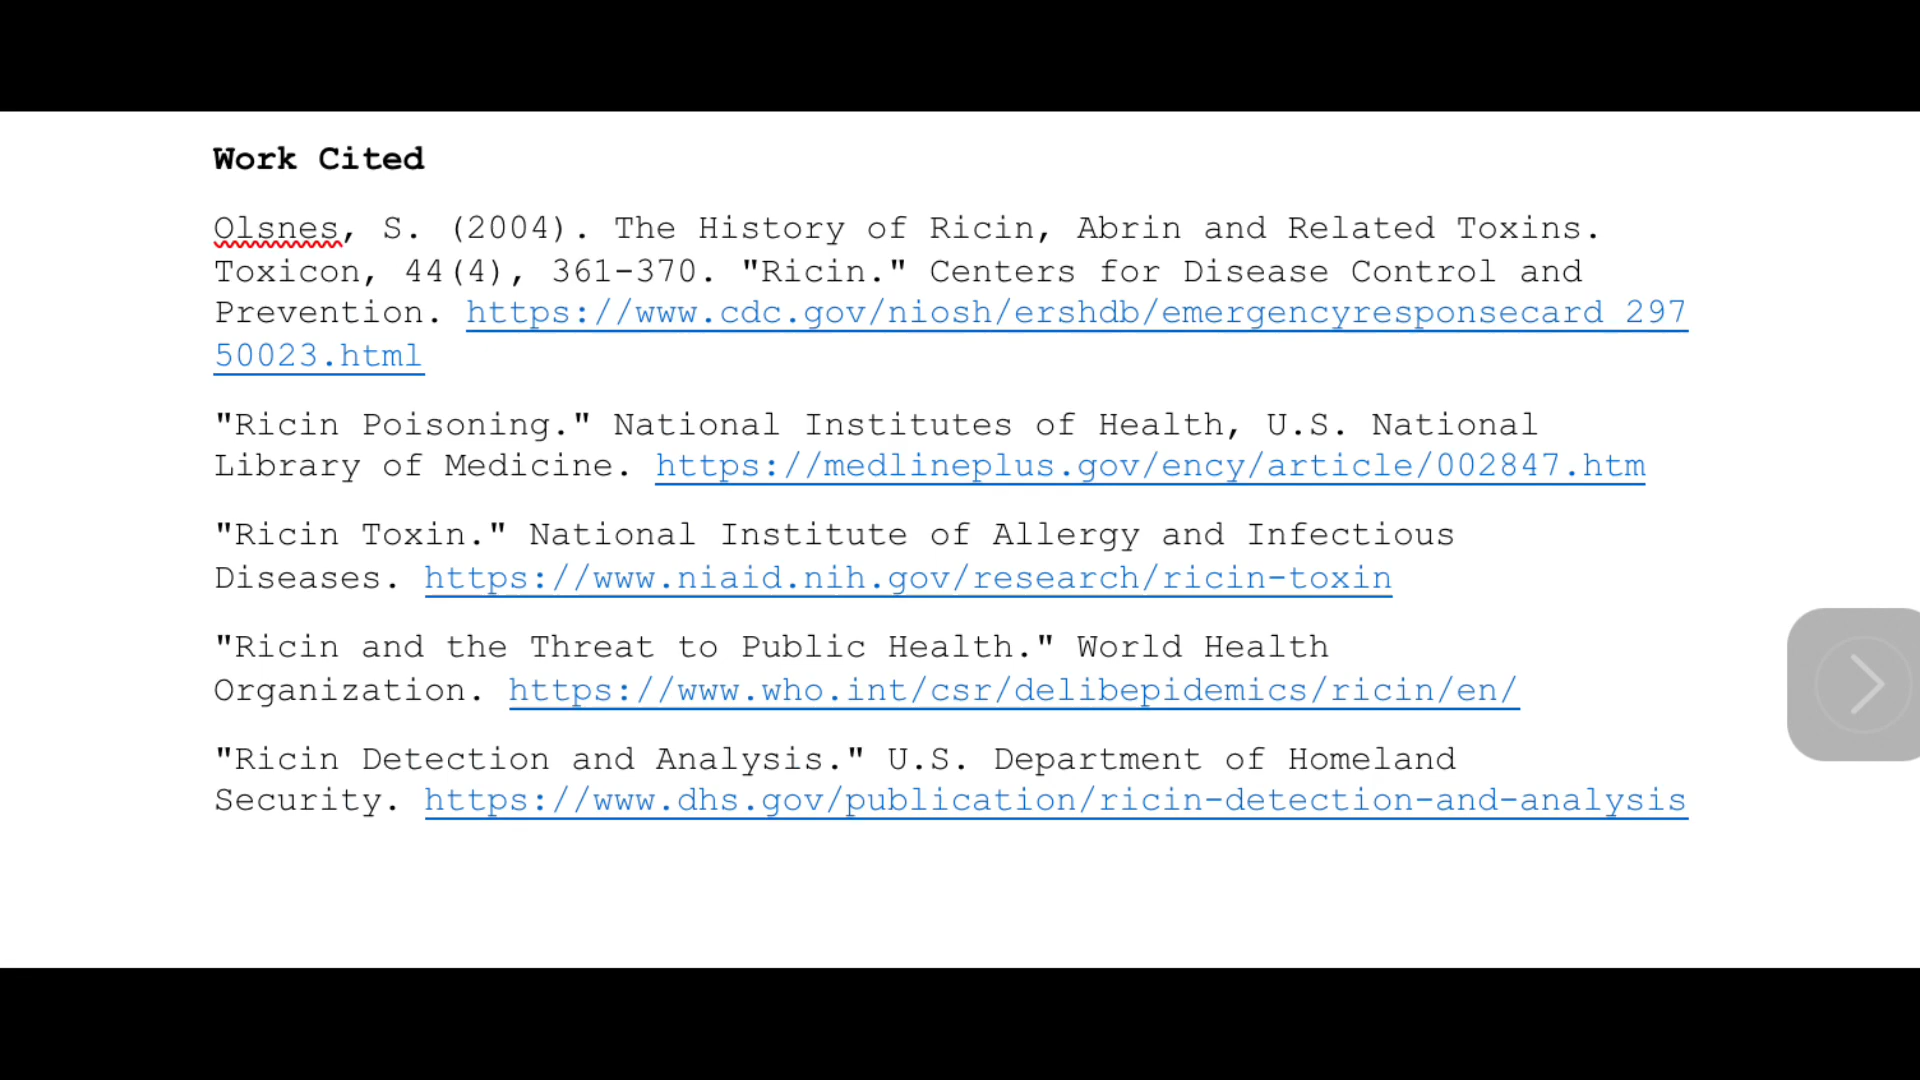 Work Cited
Olsnes, S. (2004). The History of Ricin, Abrin and Related Toxins.
Toxicon, 44(4), 361-370. "Ricin." Centers for Disease Control and
Prevention. https://www.cdc.gov/niosh/ershdb/emergencyresponsecard_297
50023.html
"Ricin Poisoning." National Institutes of Health, U.S. National
Library of Medicine. https://medlineplus.gov/ency/article/002847.htm
"Ricin Toxin." National Institute of Allergy and Infectious
Diseases. https://www.niaid.nih.gov/research/ricin-toxin
"Ricin and the Threat to Public Health." World Health
Organization. https://www.who.int/csr/delibepidemics/ricin/en/
"Ricin Detection and Analysis." U.S. Department of Homeland
Security. https://www.dhs.gov/publication/ricin-detection-and-analysis